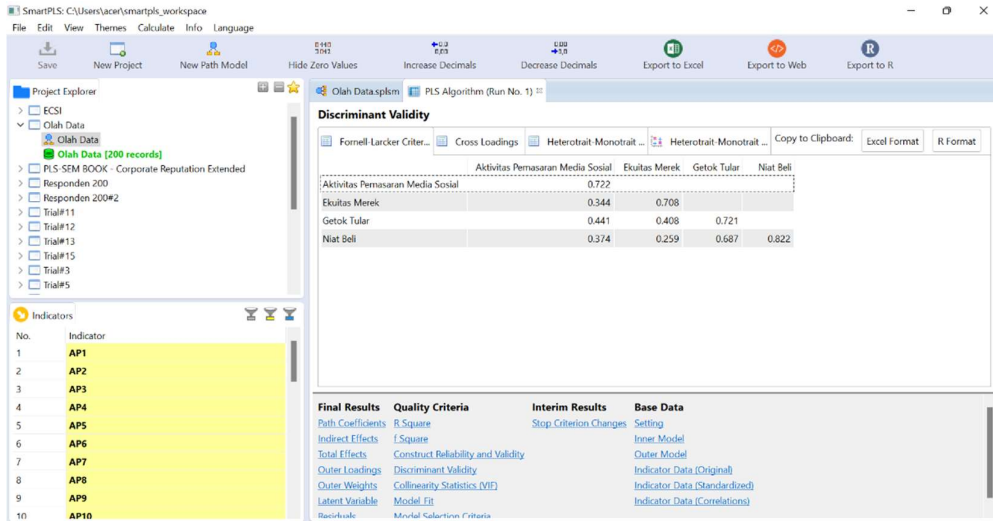 SmartPLS: C:\Users\acer\smartpls_workspace
File Edit View Themes Calculate Info Language
Save New Project New Path Model Hide Zero Values Increase Decimals Decrease Decimals Export to Excel Export to Web Export to R
Project Explorer
ECSI
Olah Data
Olah Data
Olah Data [200 records]
PLS-SEM BOOK - Corporate Reputation Extended
Responden 200
Responden 200#2
Trial#11
Trial#12
Trial#13
Trial#15
Trial#3
Trial#5
Indicators
No. Indicator
1 AP1
2 AP2
3 AP3
4 AP4
5 AP5
6 AP6
7 AP7
8 AP8
9 AP9
10 AP10
Olah Data.splsm PLS Algorithm (Run No. 1)
Discriminant Validity
Fornell-Larcker Criter... Cross Loadings Heterotrait-Monotrait ... Heterotrait-Monotrait ... Copy to Clipboard: Excel Format R Format
Aktivitas Pemasaran Media Sosial Ekuitas Merek Getok Tular Niat Beli
Aktivitas Pemasaran Media Sosial 0.722
Ekuitas Merek 0.344 0.708
Getok Tular 0.441 0.408 0.721
Niat Beli 0.374 0.259 0.687 0.822
Final Results Quality Criteria Interim Results Base Data
Path Coefficients R Square Stop Criterion Changes Setting
Indirect Effects f Square Inner Model
Total Effects Construct Reliability and Validity Outer Model
Outer Loadings Discriminant Validity Indicator Data (Original)
Outer Weights Collinearity Statistics (VIF) Indicator Data (Standardized)
Latent Variable Model Fit Indicator Data (Correlations)
Residuals Model Selection Criteria